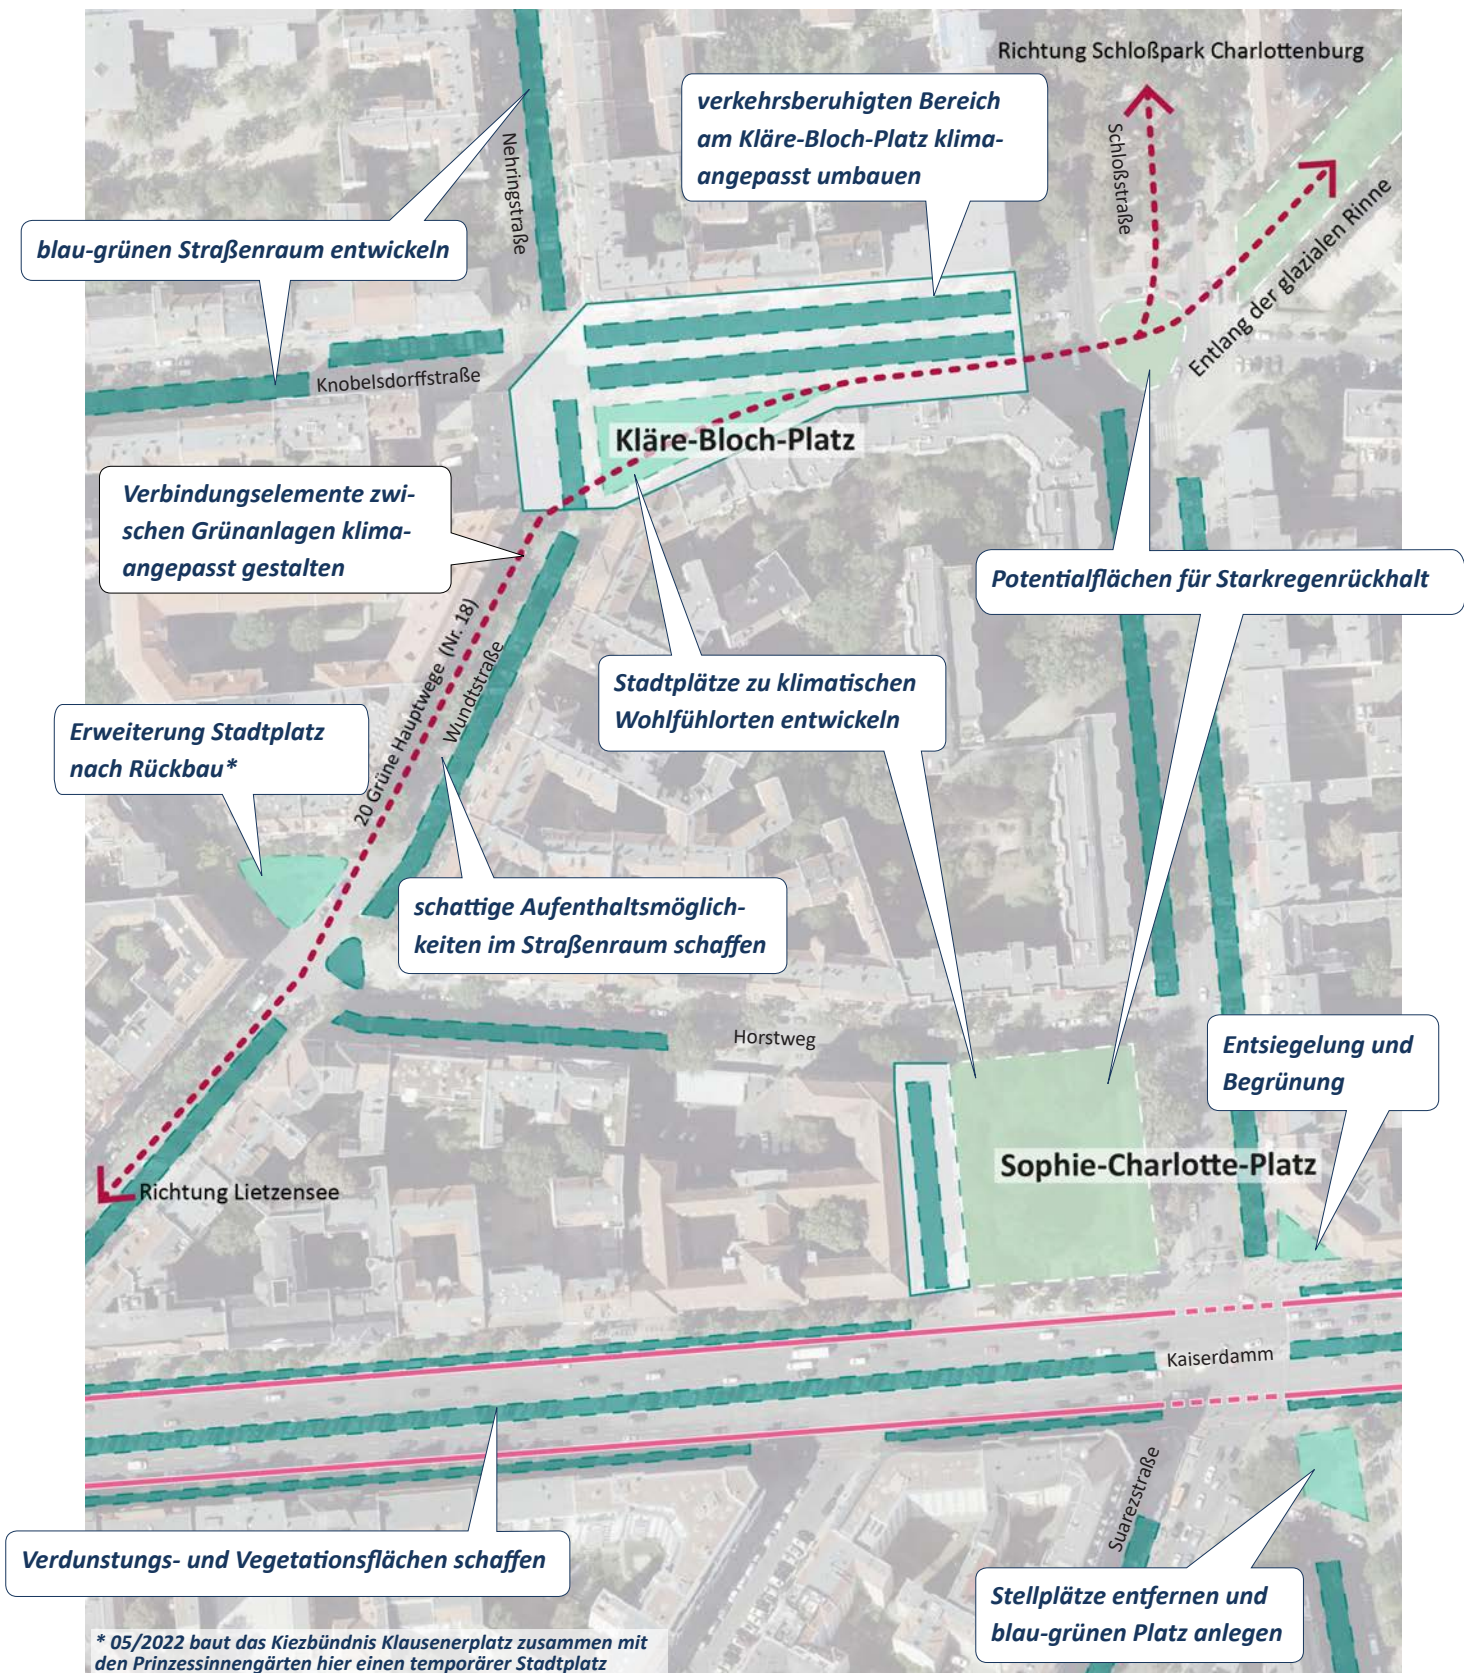 Richtung Schloßpark Charlottenburg
verkehrsberuhigten Bereich
am Kläre-Bloch-Platz klima-
angepasst umbauen
Schloßstraße
Nehringstraße
Entlang der glazialen Rinne
blau-grünen Straßenraum entwickeln
Knobelsdorffstraße
Kläre-Bloch-Platz
Verbindungselemente zwi-
schen Grünanlagen klima-
angepasst gestalten
Potentialflächen für Starkregenrückhalt
20 Grüne Hauptwege (Nr. 18)
Wundtstraße
Stadtplätze zu klimatischen
Wohlfühlorten entwickeln
Erweiterung Stadtplatz
nach Rückbau*
schattige Aufenthaltsmöglich-
keiten im Straßenraum schaffen
Horstweg
Entsiegelung und
Begrünung
Sophie-Charlotte-Platz
Richtung Lietzensee
Kaiserdamm
Suarezstraße
Verdunstungs- und Vegetationsflächen schaffen
Stellplätze entfernen und
blau-grünen Platz anlegen
* 05/2022 baut das Kiezbündnis Klausenerplatz zusammen mit
den Prinzessinnengärten hier einen temporärer Stadtplatz